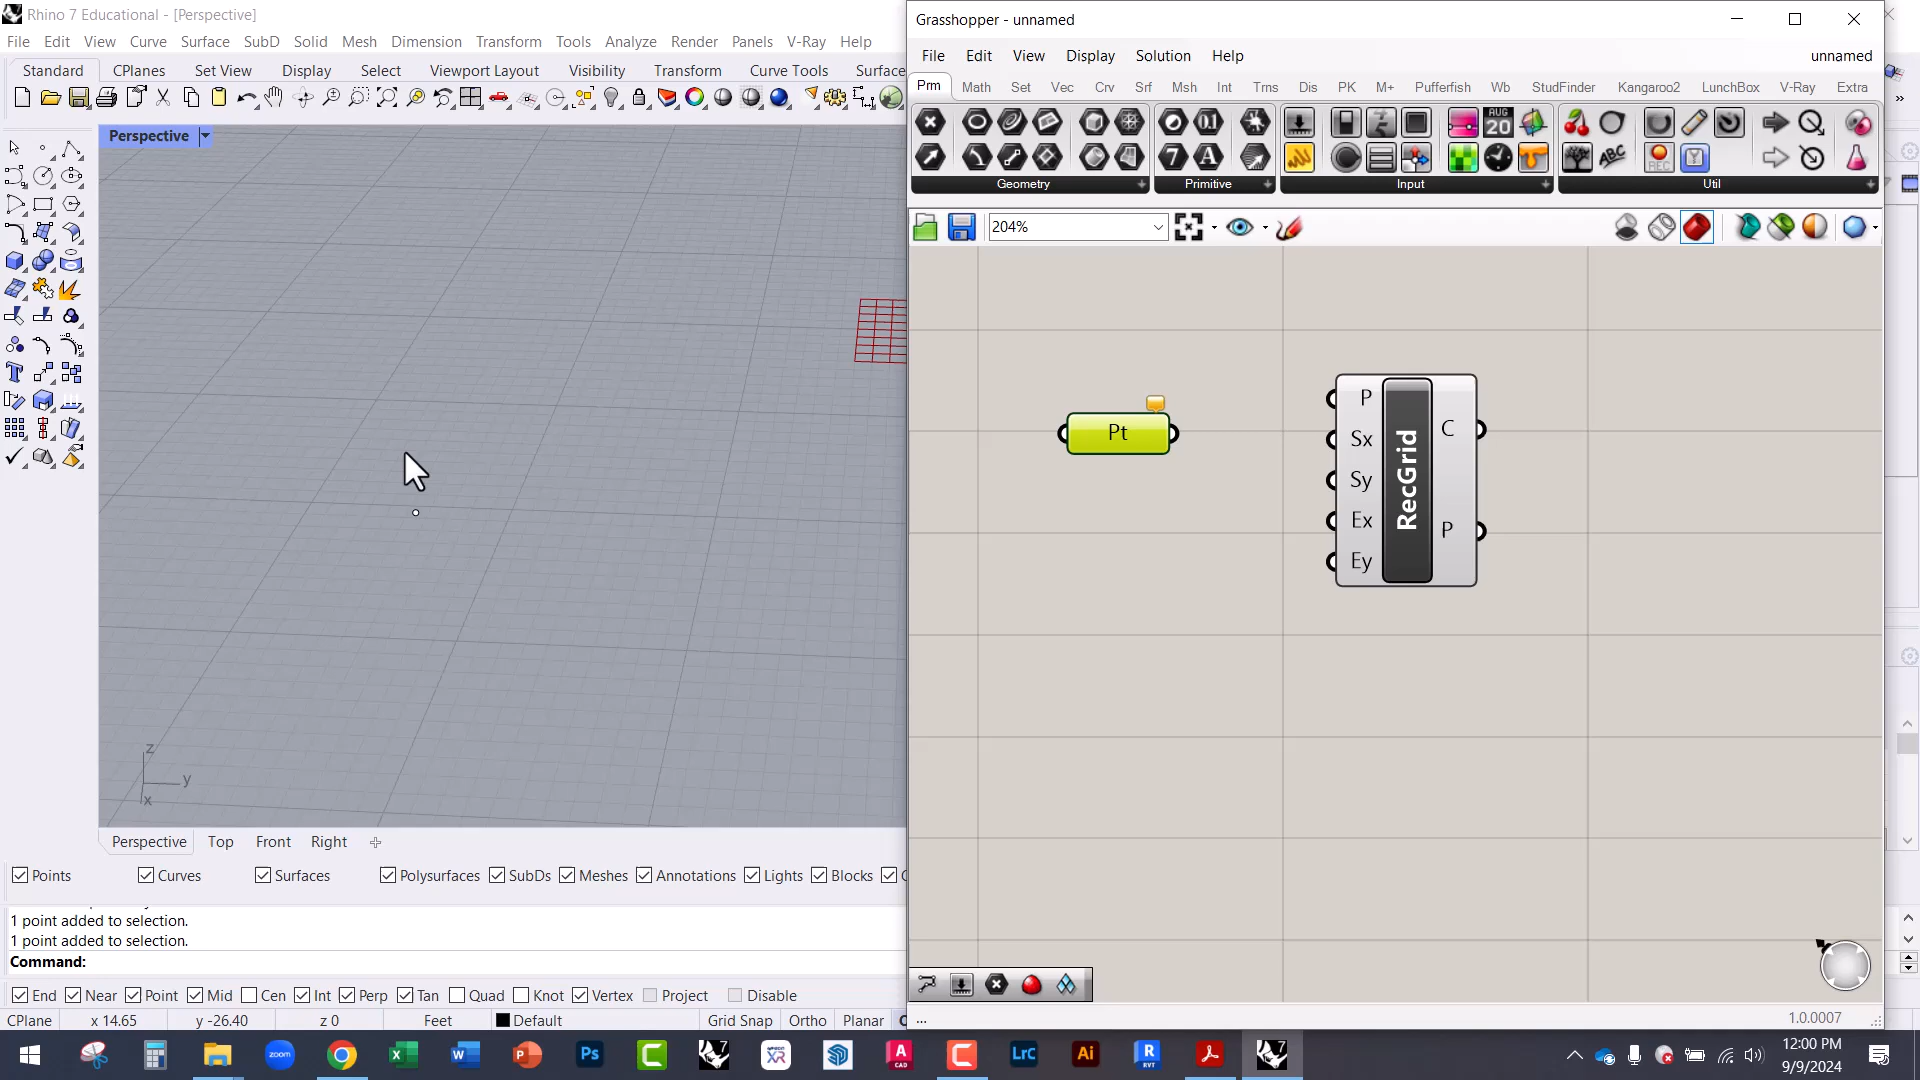 Rhino 7 Educational - [Perspective]
File Edit View Curve Surface SubD Solid Mesh Dimension Transform Tools Analyze Render Panels V-Ray Help
Standard CPlanes Set View Display Select Viewport Layout Visibility Transform Curve Tools Surface
Perspective
z
y
x
Perspective Top Front Right
Points Curves Surfaces Polysurfaces SubDs Meshes Annotations Lights Blocks
1 point added to selection.
1 point added to selection.
Command:
End Near Point Mid Cen Int Perp Tan Quad Knot Vertex Project Disable
CPlane x 14.65 y -26.40 z 0 Feet Default Grid Snap Ortho Planar
Grasshopper - unnamed
File Edit View Display Solution Help unnamed
Prm Math Set Vec Crv Srf Msh Int Trns Dis PK M+ Pufferfish Wb StudFinder Kangaroo2 LunchBox V-Ray Extra
Geometry Primitive Input Util
204%
Pt
RecGrid
P
Sx
Sy
Ex
Ey
C
P
... 1.0.0007
12:00 PM
9/9/2024